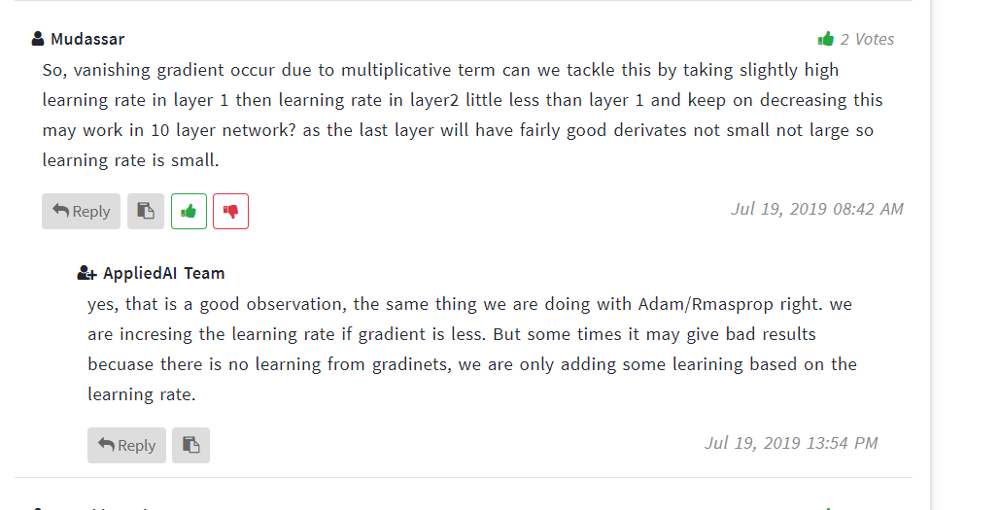 Mudassar
2 Votes
So, vanishing gradient occur due to multiplicative term can we tackle this by taking slightly high
learning rate in layer 1 then learning rate in layer2 little less than layer 1 and keep on decreasing this
may work in 10 layer network? as the last layer will have fairly good derivates not small not large so
learning rate is small.
Reply
Jul 19, 2019 08:42 AM
AppliedAI Team
yes, that is a good observation, the same thing we are doing with Adam/Rmasprop right. we
are incresing the learning rate if gradient is less. But some times it may give bad results
becuase there is no learning from gradinets, we are only adding some learining based on the
learning rate.
Reply
Jul 19, 2019 13:54 PM